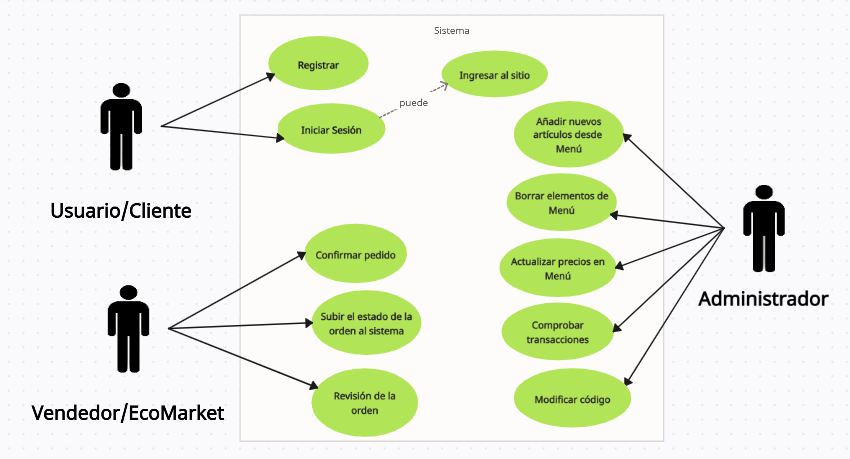 Sistema
Registrar
Ingresar al sitio
puede
Iniciar Sesión
Usuario/Cliente
Añadir nuevos
artículos desde
Menú
Borrar elementos de
Menú
Actualizar precios en
Menú
Comprobar
transacciones
Modificar código
Administrador
Confirmar pedido
Subir el estado de la
orden al sistema
Revisión de la
orden
Vendedor/EcoMarket